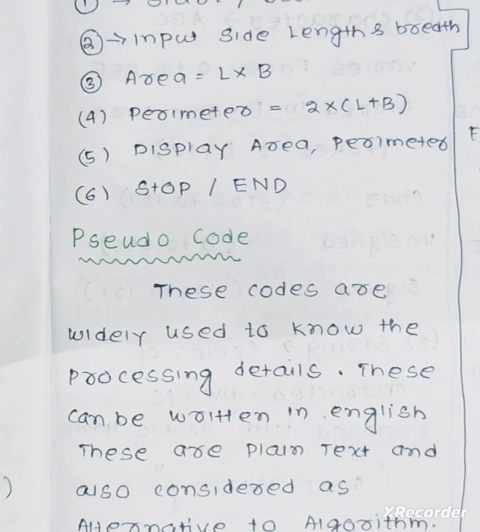 ② → Input Side Length & breadth
③ Area = L × B
(4) Perimeter = 2×(L+B)
(5) DISPlAy Area, Perimeter
(6) StOP / END
Pseudo Code
These codes are
widely used to know the
Processing details. These
can be written in english
These are Plain Text and
also considered as
Alternative to Algorithm.
XRecorder